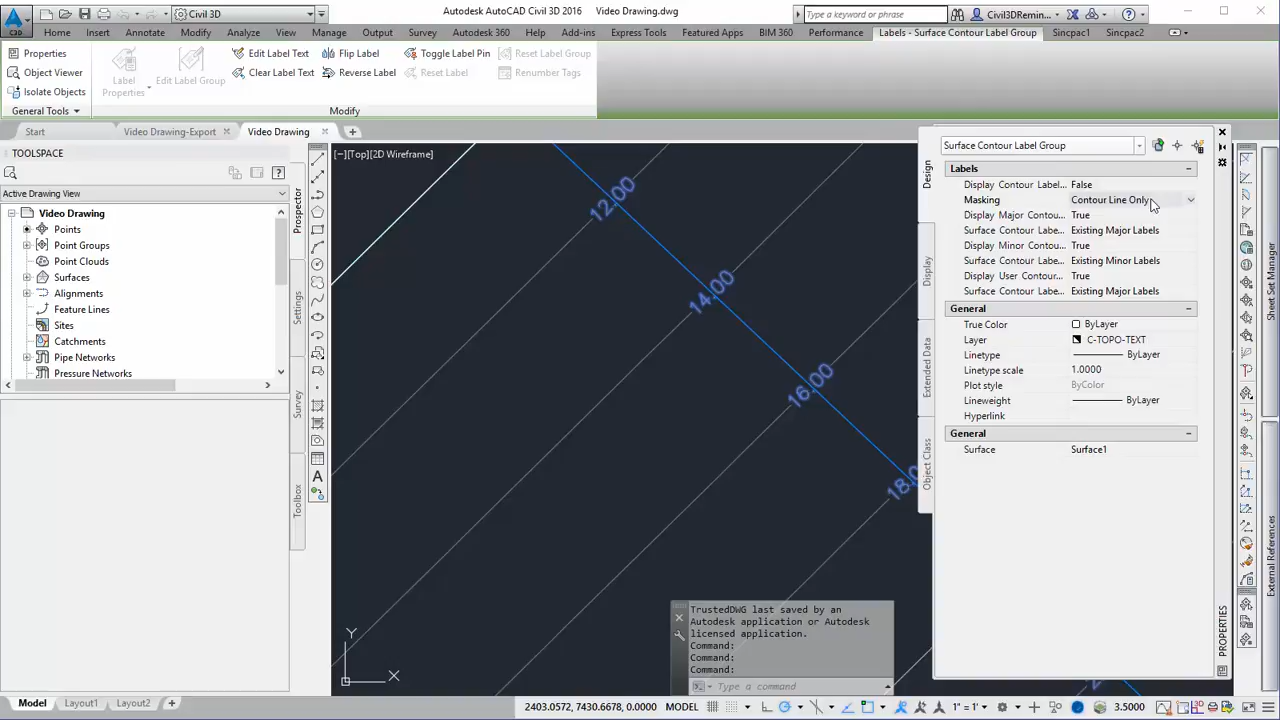 Civil 3D
Autodesk AutoCAD Civil 3D 2016 Video Drawing.dwg
Type a keyword or phrase
Civil3DRemin...
Home Insert Annotate Modify Analyze View Manage Output Survey Autodesk 360 Help Add-ins Express Tools Featured Apps BIM 360 Performance Labels - Surface Contour Label Group Sincpac1 Sincpac2
Properties
Object Viewer
Isolate Objects
General Tools
Label Properties
Edit Label Group
Edit Label Text
Clear Label Text
Flip Label
Reverse Label
Toggle Label Pin
Reset Label
Reset Label Group
Renumber Tags
Modify
Start Video Drawing-Export Video Drawing
TOOLSPACE
Active Drawing View
Video Drawing
Points
Point Groups
Point Clouds
Surfaces
Alignments
Feature Lines
Sites
Catchments
Pipe Networks
Pressure Networks
Prospector
Settings
Survey
Toolbox
[−][Top][2D Wireframe]
12.00
14.00
16.00
18.0
Y
X
TrustedDWG last saved by an
Autodesk application or Autodesk
licensed application.
Command:
Command:
Command:
Type a command
Design
Display
Extended Data
Object Class
Surface Contour Label Group
Labels
Display Contour Label... False
Masking Contour Line Only
Display Major Contou... True
Surface Contour Labe... Existing Major Labels
Display Minor Contou... True
Surface Contour Labe... Existing Minor Labels
Display User Contour... True
Surface Contour Labe... Existing Major Labels
General
True Color ByLayer
Layer C-TOPO-TEXT
Linetype ByLayer
Linetype scale 1.0000
Plot style ByColor
Lineweight ByLayer
Hyperlink
General
Surface Surface1
PROPERTIES
Sheet Set Manager
External References
Model Layout1 Layout2
2403.0572, 7430.6678, 0.0000 MODEL 1" = 1' 3.5000